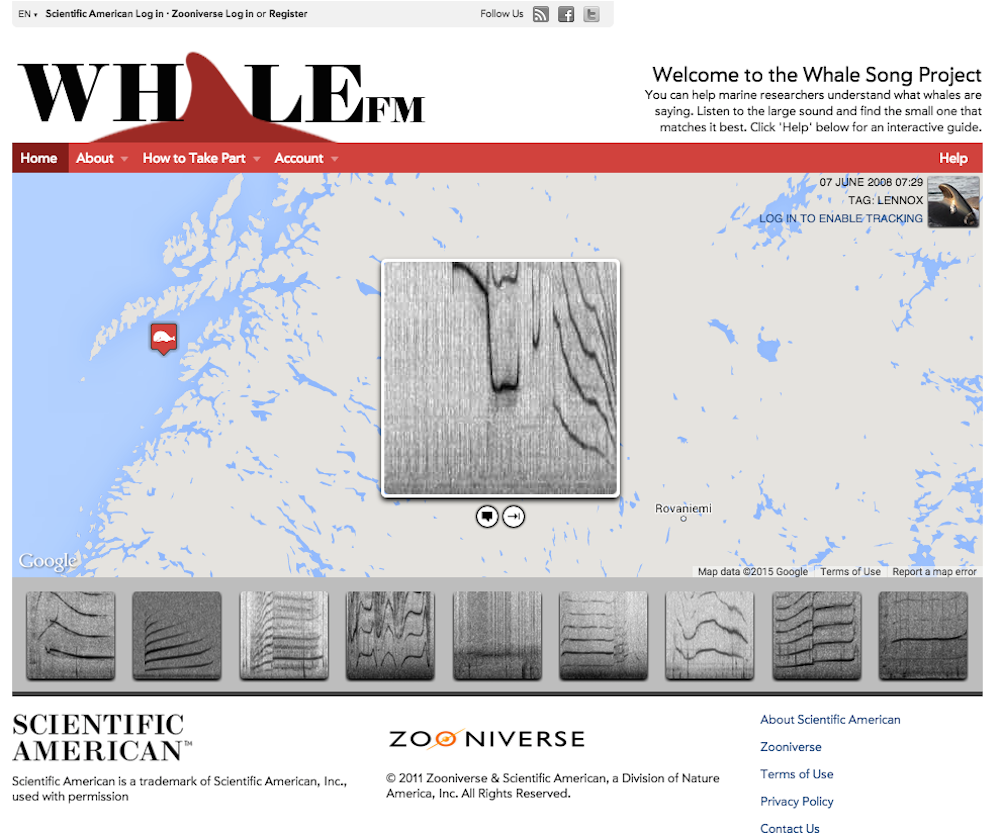 EN ▾ Scientific American Log in · Zooniverse Log in or Register
Follow Us
WHALE FM
Welcome to the Whale Song Project
You can help marine researchers understand what whales are
saying. Listen to the large sound and find the small one that
matches it best. Click 'Help' below for an interactive guide.
Home About How to Take Part Account Help
07 JUNE 2008 07:29
TAG: LENNOX
LOG IN TO ENABLE TRACKING
Rovaniemi
Google
Map data ©2015 Google Terms of Use Report a map error
SCIENTIFIC
AMERICAN™
Scientific American is a trademark of Scientific American, Inc.,
used with permission
ZOONIVERSE
© 2011 Zooniverse & Scientific American, a Division of Nature
America, Inc. All Rights Reserved.
About Scientific American
Zooniverse
Terms of Use
Privacy Policy
Contact Us